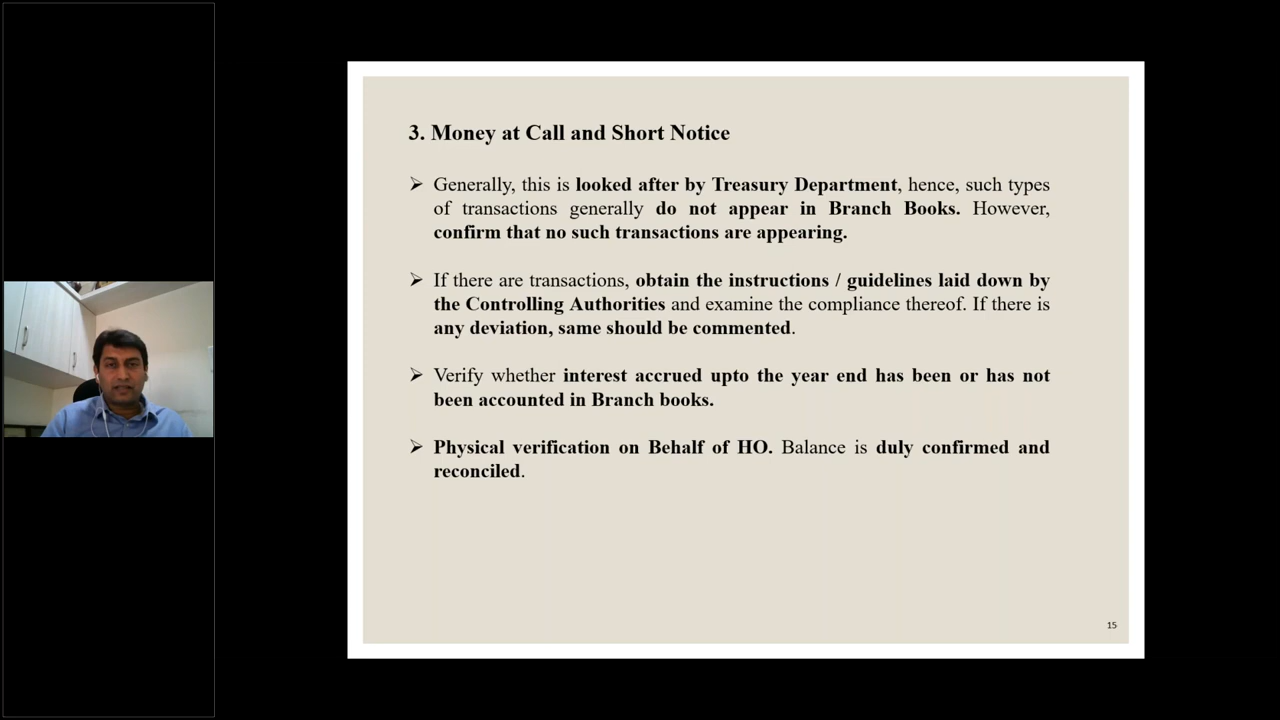 3. Money at Call and Short Notice
➢ Generally, this is looked after by Treasury Department, hence, such types
of transactions generally do not appear in Branch Books. However,
confirm that no such transactions are appearing.
➢ If there are transactions, obtain the instructions / guidelines laid down by
the Controlling Authorities and examine the compliance thereof. If there is
any deviation, same should be commented.
➢ Verify whether interest accrued upto the year end has been or has not
been accounted in Branch books.
➢ Physical verification on Behalf of HO. Balance is duly confirmed and
reconciled.
15